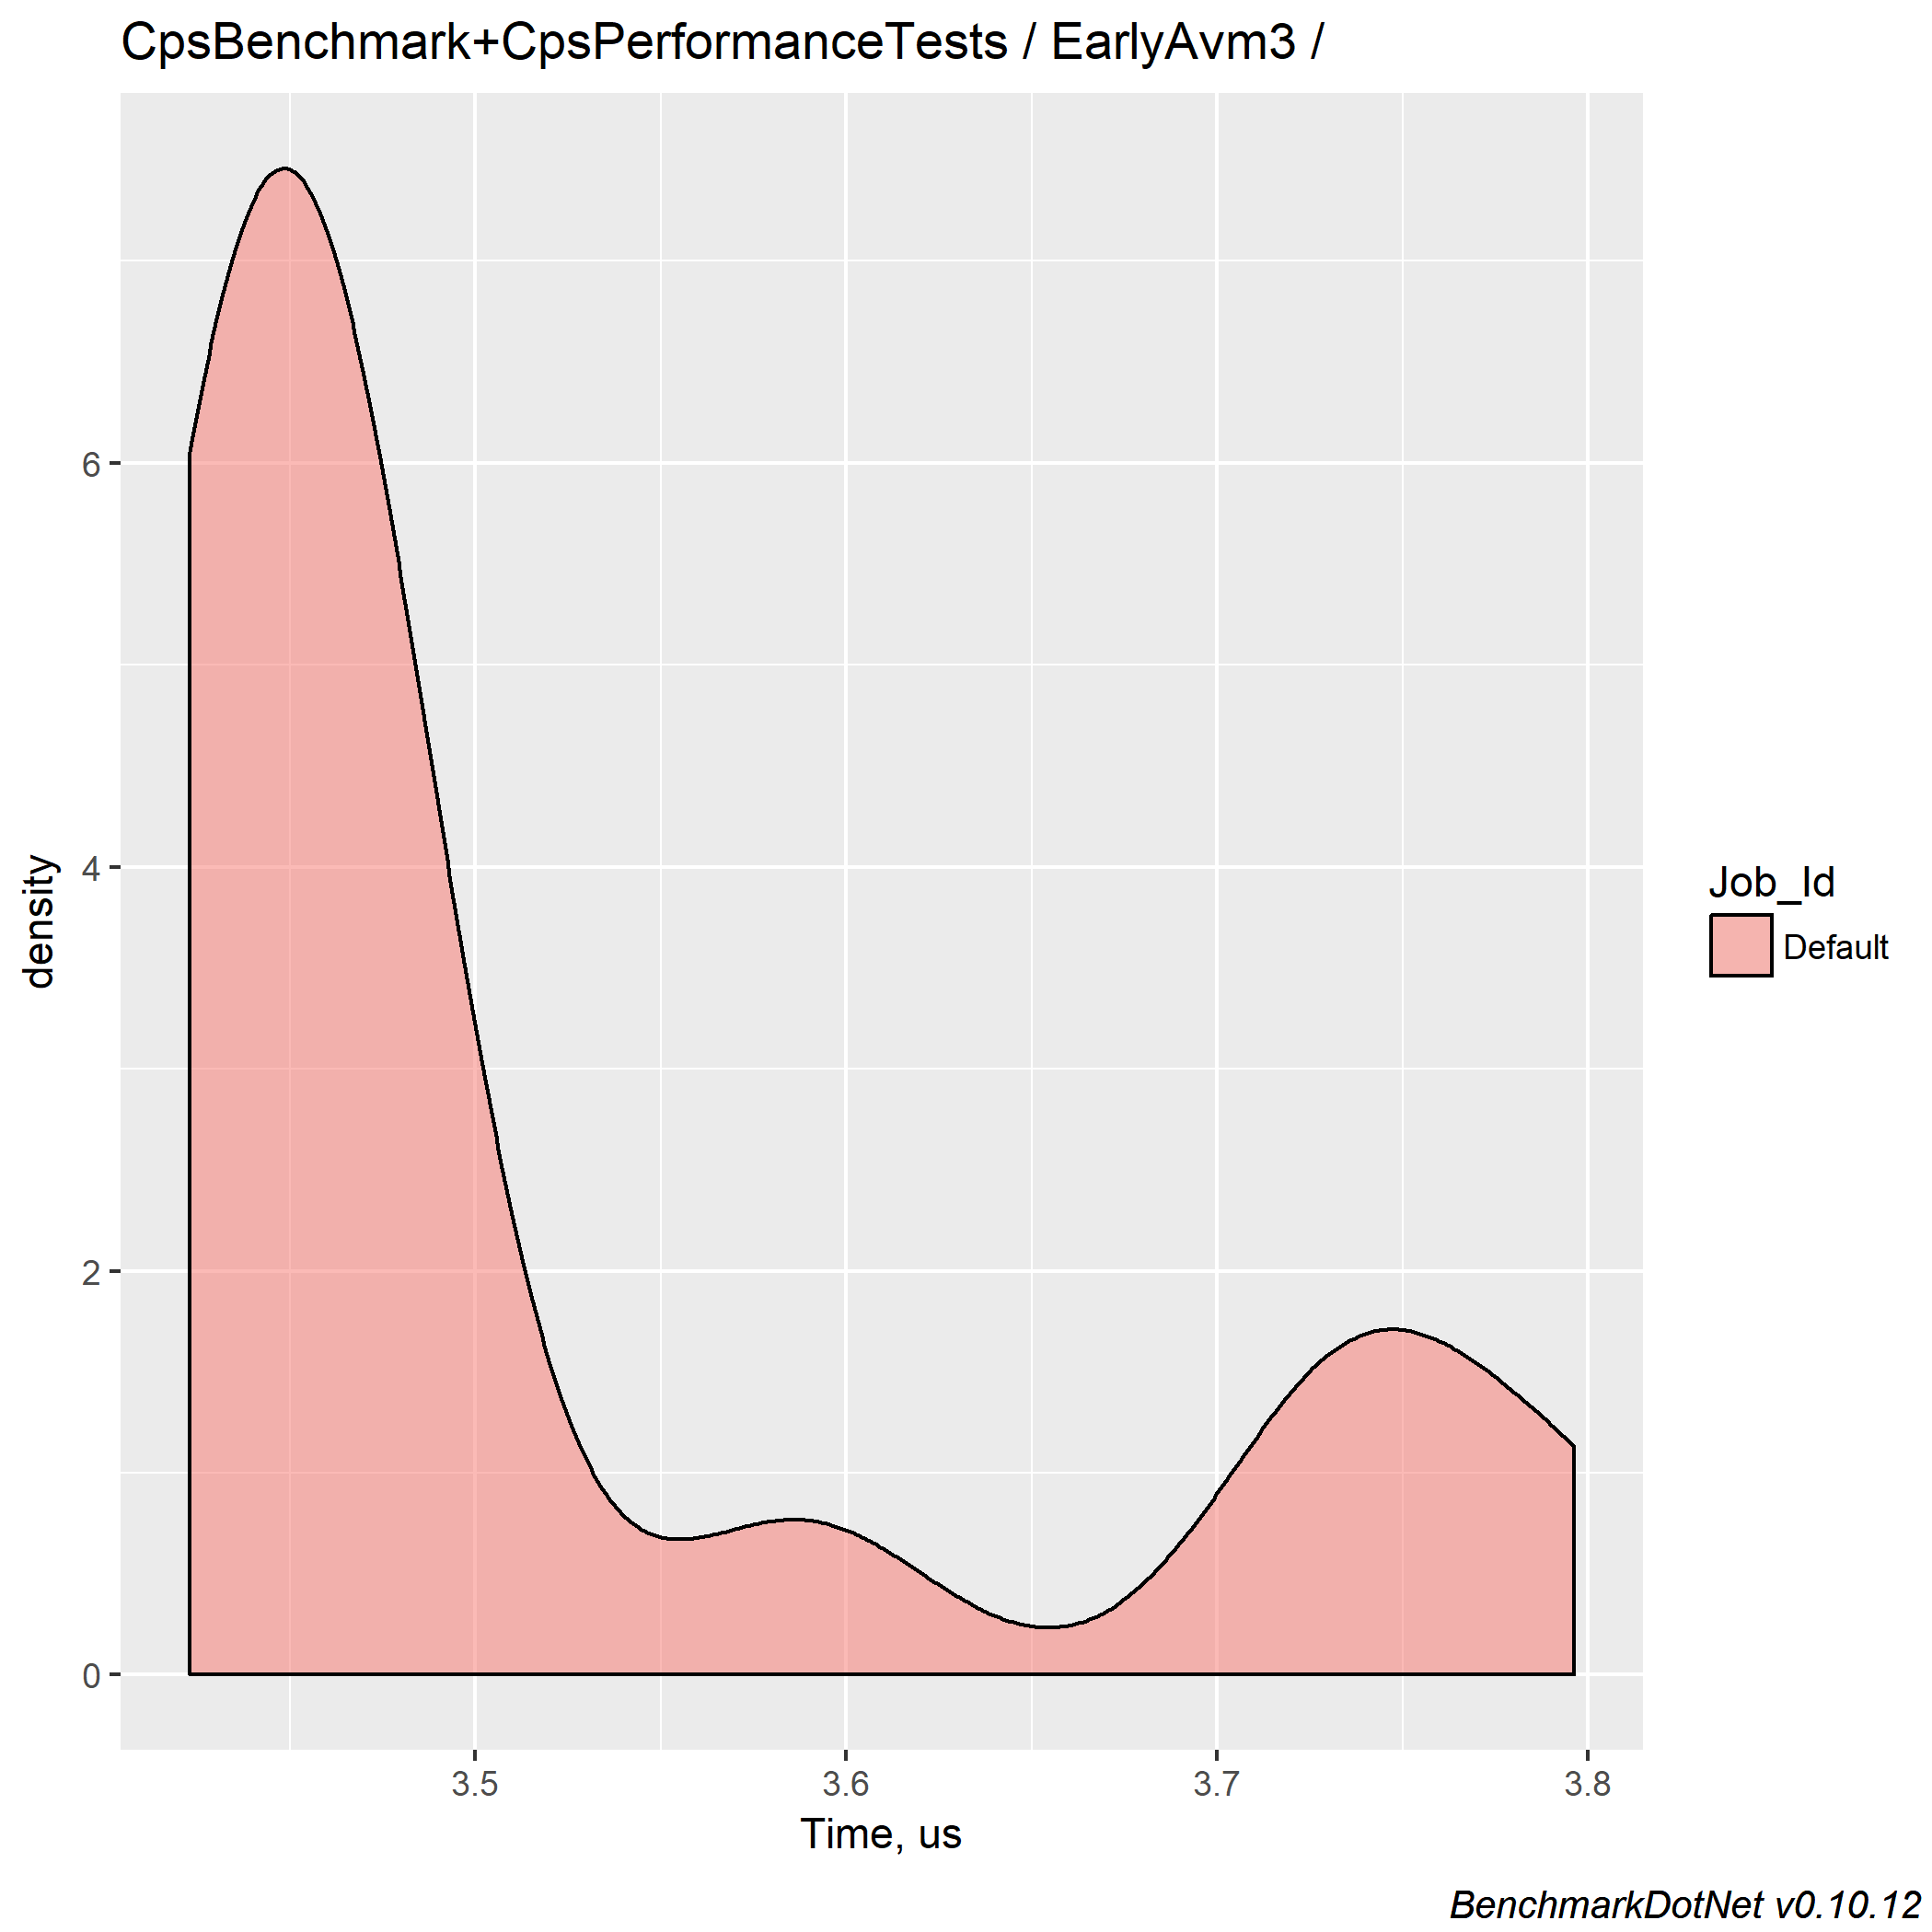 CpsBenchmark+CpsPerformanceTests / EarlyAvm3 /
density
6
4
2
0
3.5 3.6 3.7 3.8
Time, us
Job_Id
Default
BenchmarkDotNet v0.10.12